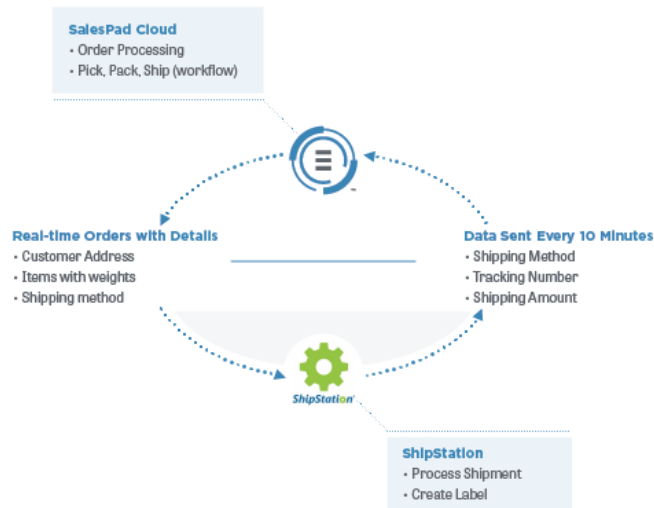 SalesPad Cloud
• Order Processing
• Pick, Pack, Ship (workflow)
™
Real-time Orders with Details
• Customer Address
• Items with weights
• Shipping method
Data Sent Every 10 Minutes
• Shipping Method
• Tracking Number
• Shipping Amount
ShipStation
ShipStation
• Process Shipment
• Create Label